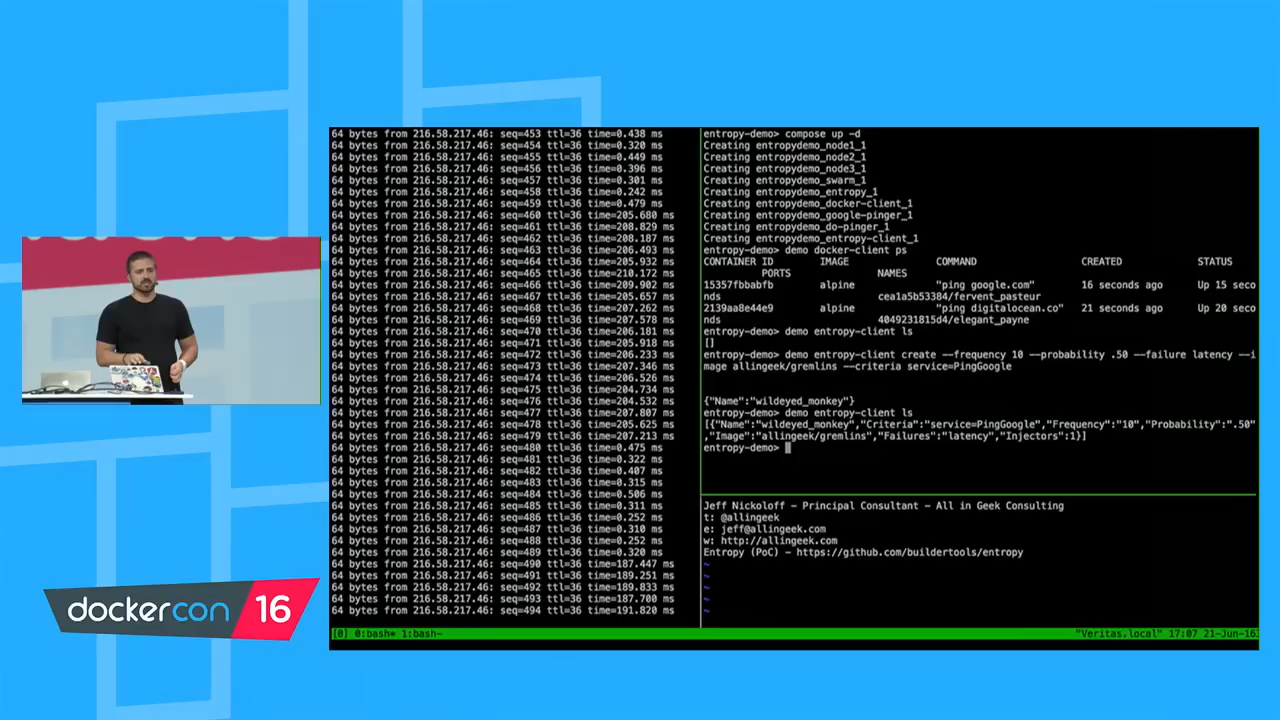 64 bytes from 216.58.217.46: seq=453 ttl=36 time=0.438 ms
64 bytes from 216.58.217.46: seq=454 ttl=36 time=0.320 ms
64 bytes from 216.58.217.46: seq=455 ttl=36 time=0.449 ms
64 bytes from 216.58.217.46: seq=456 ttl=36 time=0.396 ms
64 bytes from 216.58.217.46: seq=457 ttl=36 time=0.301 ms
64 bytes from 216.58.217.46: seq=458 ttl=36 time=0.242 ms
64 bytes from 216.58.217.46: seq=459 ttl=36 time=0.479 ms
64 bytes from 216.58.217.46: seq=460 ttl=36 time=205.680 ms
64 bytes from 216.58.217.46: seq=461 ttl=36 time=208.829 ms
64 bytes from 216.58.217.46: seq=462 ttl=36 time=208.187 ms
64 bytes from 216.58.217.46: seq=463 ttl=36 time=206.493 ms
64 bytes from 216.58.217.46: seq=464 ttl=36 time=205.932 ms
64 bytes from 216.58.217.46: seq=465 ttl=36 time=210.172 ms
64 bytes from 216.58.217.46: seq=466 ttl=36 time=209.902 ms
64 bytes from 216.58.217.46: seq=467 ttl=36 time=205.657 ms
64 bytes from 216.58.217.46: seq=468 ttl=36 time=207.262 ms
64 bytes from 216.58.217.46: seq=469 ttl=36 time=207.578 ms
64 bytes from 216.58.217.46: seq=470 ttl=36 time=206.181 ms
64 bytes from 216.58.217.46: seq=471 ttl=36 time=205.918 ms
64 bytes from 216.58.217.46: seq=472 ttl=36 time=206.233 ms
64 bytes from 216.58.217.46: seq=473 ttl=36 time=207.346 ms
64 bytes from 216.58.217.46: seq=474 ttl=36 time=206.526 ms
64 bytes from 216.58.217.46: seq=475 ttl=36 time=204.734 ms
64 bytes from 216.58.217.46: seq=476 ttl=36 time=204.532 ms
64 bytes from 216.58.217.46: seq=477 ttl=36 time=207.807 ms
64 bytes from 216.58.217.46: seq=478 ttl=36 time=205.625 ms
64 bytes from 216.58.217.46: seq=479 ttl=36 time=207.213 ms
64 bytes from 216.58.217.46: seq=480 ttl=36 time=0.475 ms
64 bytes from 216.58.217.46: seq=481 ttl=36 time=0.322 ms
64 bytes from 216.58.217.46: seq=482 ttl=36 time=0.407 ms
64 bytes from 216.58.217.46: seq=483 ttl=36 time=0.315 ms
64 bytes from 216.58.217.46: seq=484 ttl=36 time=0.506 ms
64 bytes from 216.58.217.46: seq=485 ttl=36 time=0.311 ms
64 bytes from 216.58.217.46: seq=486 ttl=36 time=0.252 ms
64 bytes from 216.58.217.46: seq=487 ttl=36 time=0.310 ms
64 bytes from 216.58.217.46: seq=488 ttl=36 time=0.252 ms
64 bytes from 216.58.217.46: seq=489 ttl=36 time=0.320 ms
64 bytes from 216.58.217.46: seq=490 ttl=36 time=187.447 ms
64 bytes from 216.58.217.46: seq=491 ttl=36 time=189.251 ms
64 bytes from 216.58.217.46: seq=492 ttl=36 time=189.833 ms
64 bytes from 216.58.217.46: seq=493 ttl=36 time=187.700 ms
64 bytes from 216.58.217.46: seq=494 ttl=36 time=191.820 ms
entropy-demo> compose up -d
Creating entropydemo_node1_1
Creating entropydemo_node2_1
Creating entropydemo_node3_1
Creating entropydemo_swarm_1
Creating entropydemo_entropy_1
Creating entropydemo_docker-client_1
Creating entropydemo_google-pinger_1
Creating entropydemo_do-pinger_1
Creating entropydemo_entropy-client_1
entropy-demo> demo docker-client ps
CONTAINER ID IMAGE COMMAND CREATED STATUS
PORTS NAMES
15357fbbabfb alpine "ping google.com" 16 seconds ago Up 15 seco
nds cea1a5b53384/fervent_pasteur
2139aa8e44e9 alpine "ping digitalocean.co" 21 seconds ago Up 20 seco
nds 4049231815d4/elegant_payne
entropy-demo> demo entropy-client ls
[]
entropy-demo> demo entropy-client create --frequency 10 --probability .50 --failure latency --i
mage allingeek/gremlins --criteria service=PingGoogle
{"Name":"wildeyed_monkey"}
entropy-demo> demo entropy-client ls
[{"Name":"wildeyed_monkey","Criteria":"service=PingGoogle","Frequency":"10","Probability":".50"
,"Image":"allingeek/gremlins","Failures":"latency","Injectors":1}]
entropy-demo>
Jeff Nickoloff - Principal Consultant - All in Geek Consulting
t: @allingeek
e: jeff@allingeek.com
w: http://allingeek.com
Entropy (PoC) - https://github.com/buildertools/entropy
~
~
~
~
~
[0] 0:bash* 1:bash- "Veritas.local" 17:07 21-Jun-16
dockercon 16